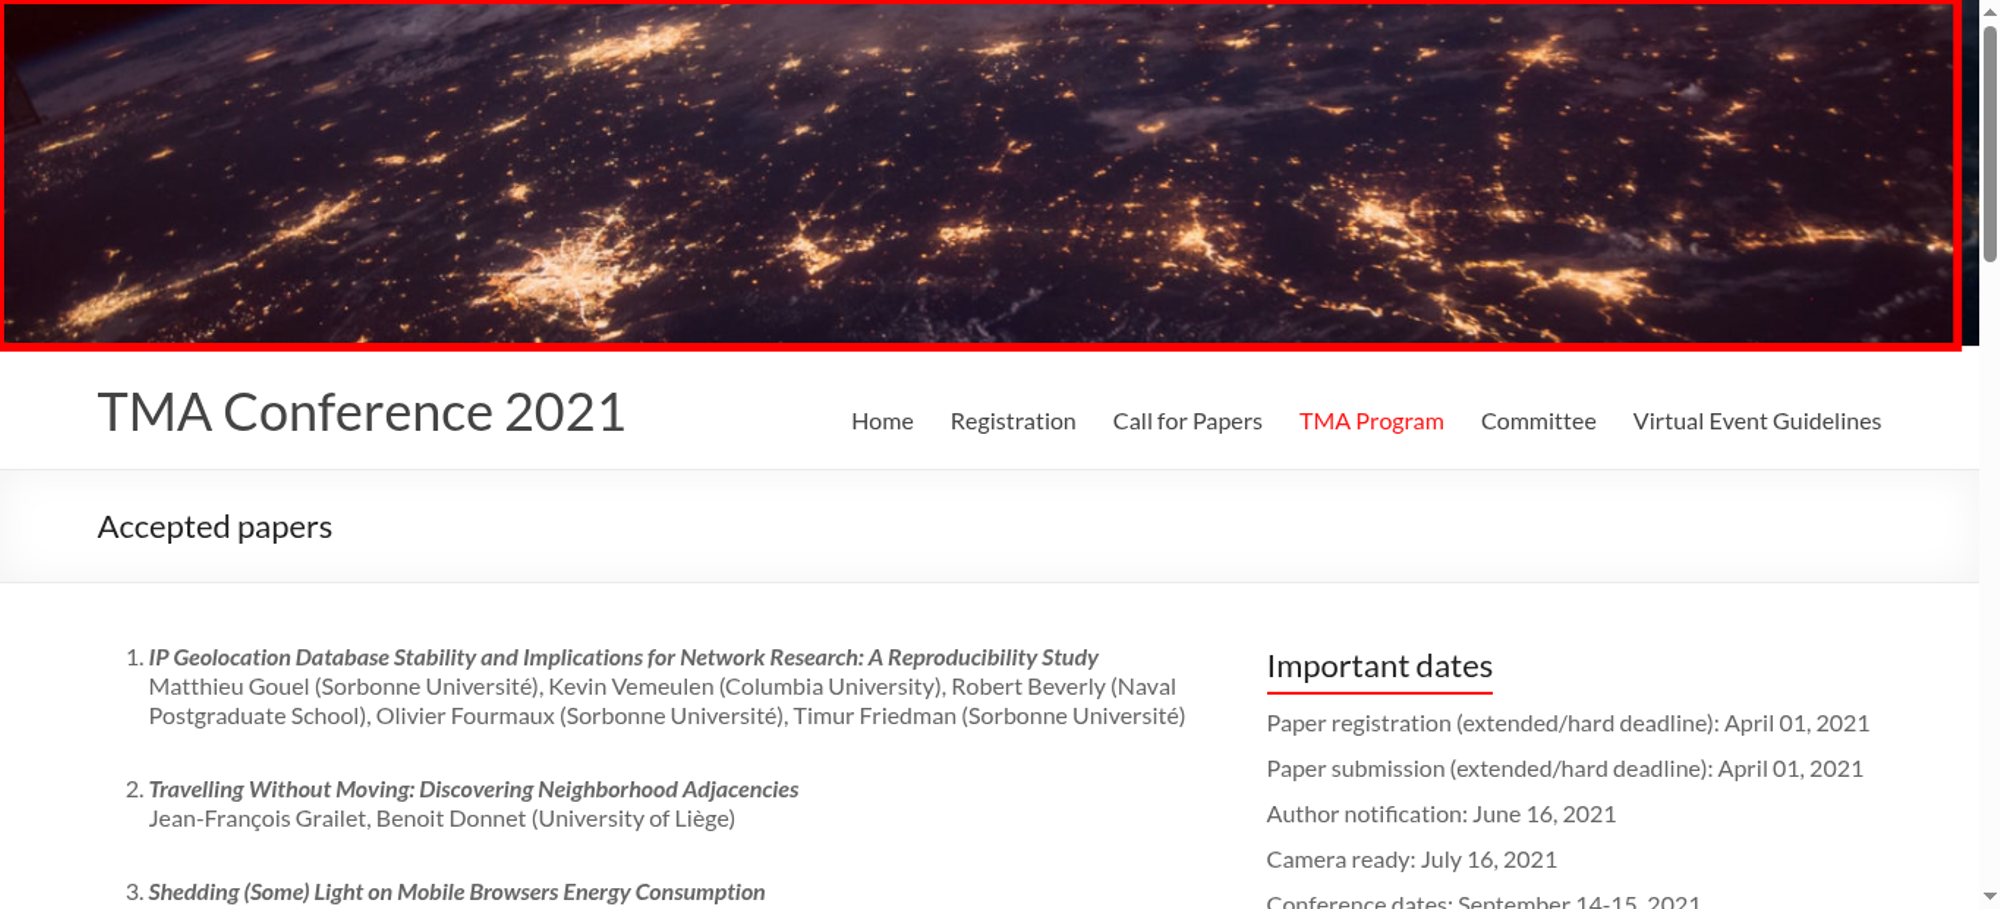 TMA Conference 2021
Home
Registration
Call for Papers
TMA Program
Committee
Virtual Event Guidelines
Accepted papers
1. IP Geolocation Database Stability and Implications for Network Research: A Reproducibility Study
Matthieu Gouel (Sorbonne Université), Kevin Vemeulen (Columbia University), Robert Beverly (Naval
Postgraduate School), Olivier Fourmaux (Sorbonne Université), Timur Friedman (Sorbonne Université)
2. Travelling Without Moving: Discovering Neighborhood Adjacencies
Jean-François Grailet, Benoit Donnet (University of Liège)
3. Shedding (Some) Light on Mobile Browsers Energy Consumption
Important dates
Paper registration (extended/hard deadline): April 01, 2021
Paper submission (extended/hard deadline): April 01, 2021
Author notification: June 16, 2021
Camera ready: July 16, 2021
Conference dates: September 14-15, 2021